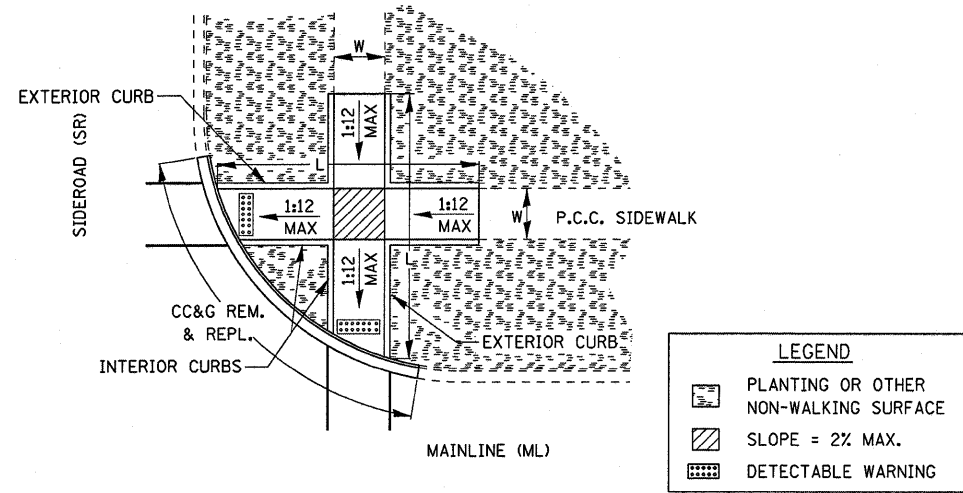 W
EXTERIOR CURB
SIDEROAD (SR)
1:12
MAX
L
1:12
MAX
1:12
MAX
W
P.C.C. SIDEWALK
1:12
MAX
L
CC&G REM.
& REPL.
INTERIOR CURBS
EXTERIOR CURB
MAINLINE (ML)
LEGEND
PLANTING OR OTHER
NON-WALKING SURFACE
SLOPE = 2% MAX.
DETECTABLE WARNING